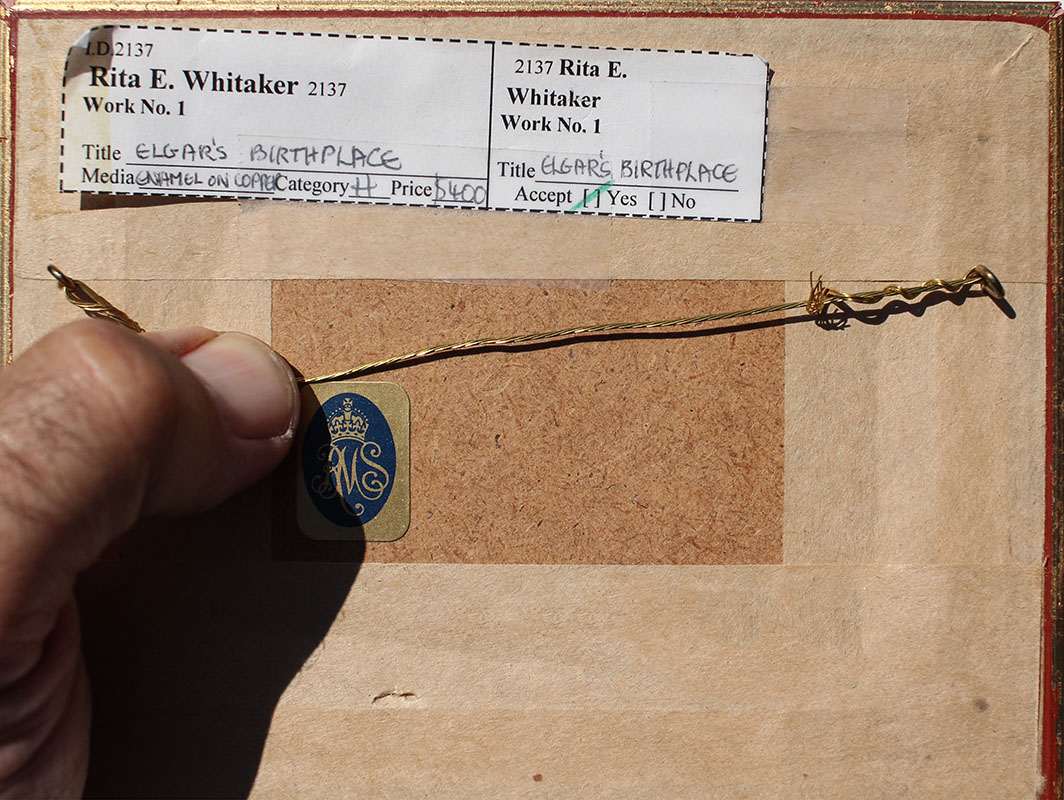 I.D.2137
Rita E. Whitaker 2137
Work No. 1
Title ELGAR'S BIRTHPLACE
Media ENAMEL ON COPPER Category H Price $400
2137 Rita E.
Whitaker
Work No. 1
Title ELGAR'S BIRTHPLACE
Accept [/] Yes [ ] No
RMS